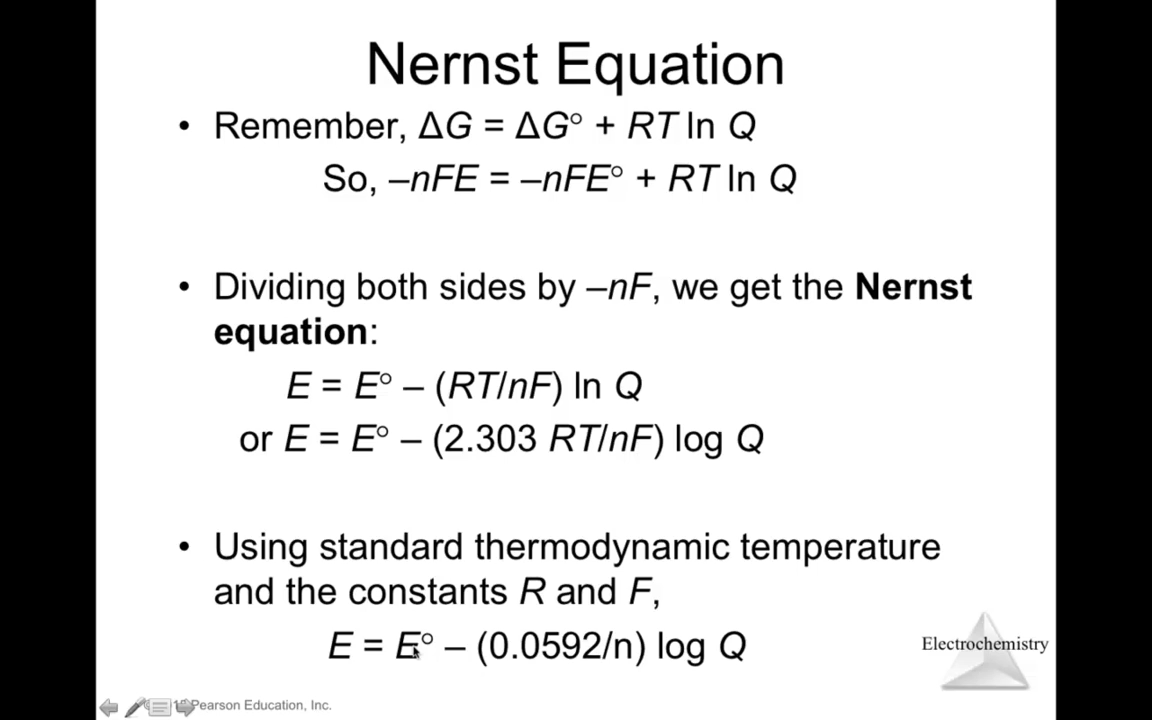 Nernst Equation
• Remember, ΔG = ΔG° + RT ln Q
So, –nFE = –nFE° + RT ln Q
• Dividing both sides by –nF, we get the Nernst
equation:
E = E° – (RT/nF) ln Q
or E = E° – (2.303 RT/nF) log Q
• Using standard thermodynamic temperature
and the constants R and F,
E = E° – (0.0592/n) log Q
Electrochemistry
Pearson Education, Inc.